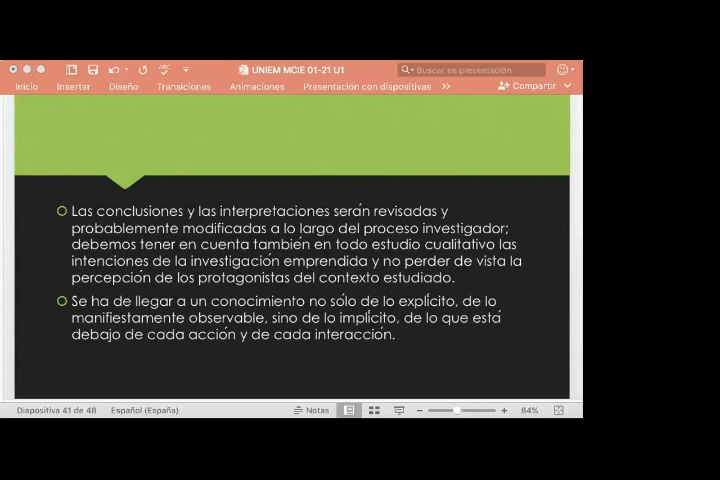 UNIEM MCIE 01-21 U1
Buscar en presentación
Inicio Insertar Diseño Transiciones Animaciones Presentación con diapositivas Compartir
Las conclusiones y las interpretaciones serán revisadas y
probablemente modificadas a lo largo del proceso investigador;
debemos tener en cuenta también en todo estudio cualitativo las
intenciones de la investigación emprendida y no perder de vista la
percepción de los protagonistas del contexto estudiado.
Se ha de llegar a un conocimiento no sólo de lo explícito, de lo
manifiestamente observable, sino de lo implícito, de lo que está
debajo de cada acción y de cada interacción.
Diapositiva 41 de 48 Español (España) Notas 84%